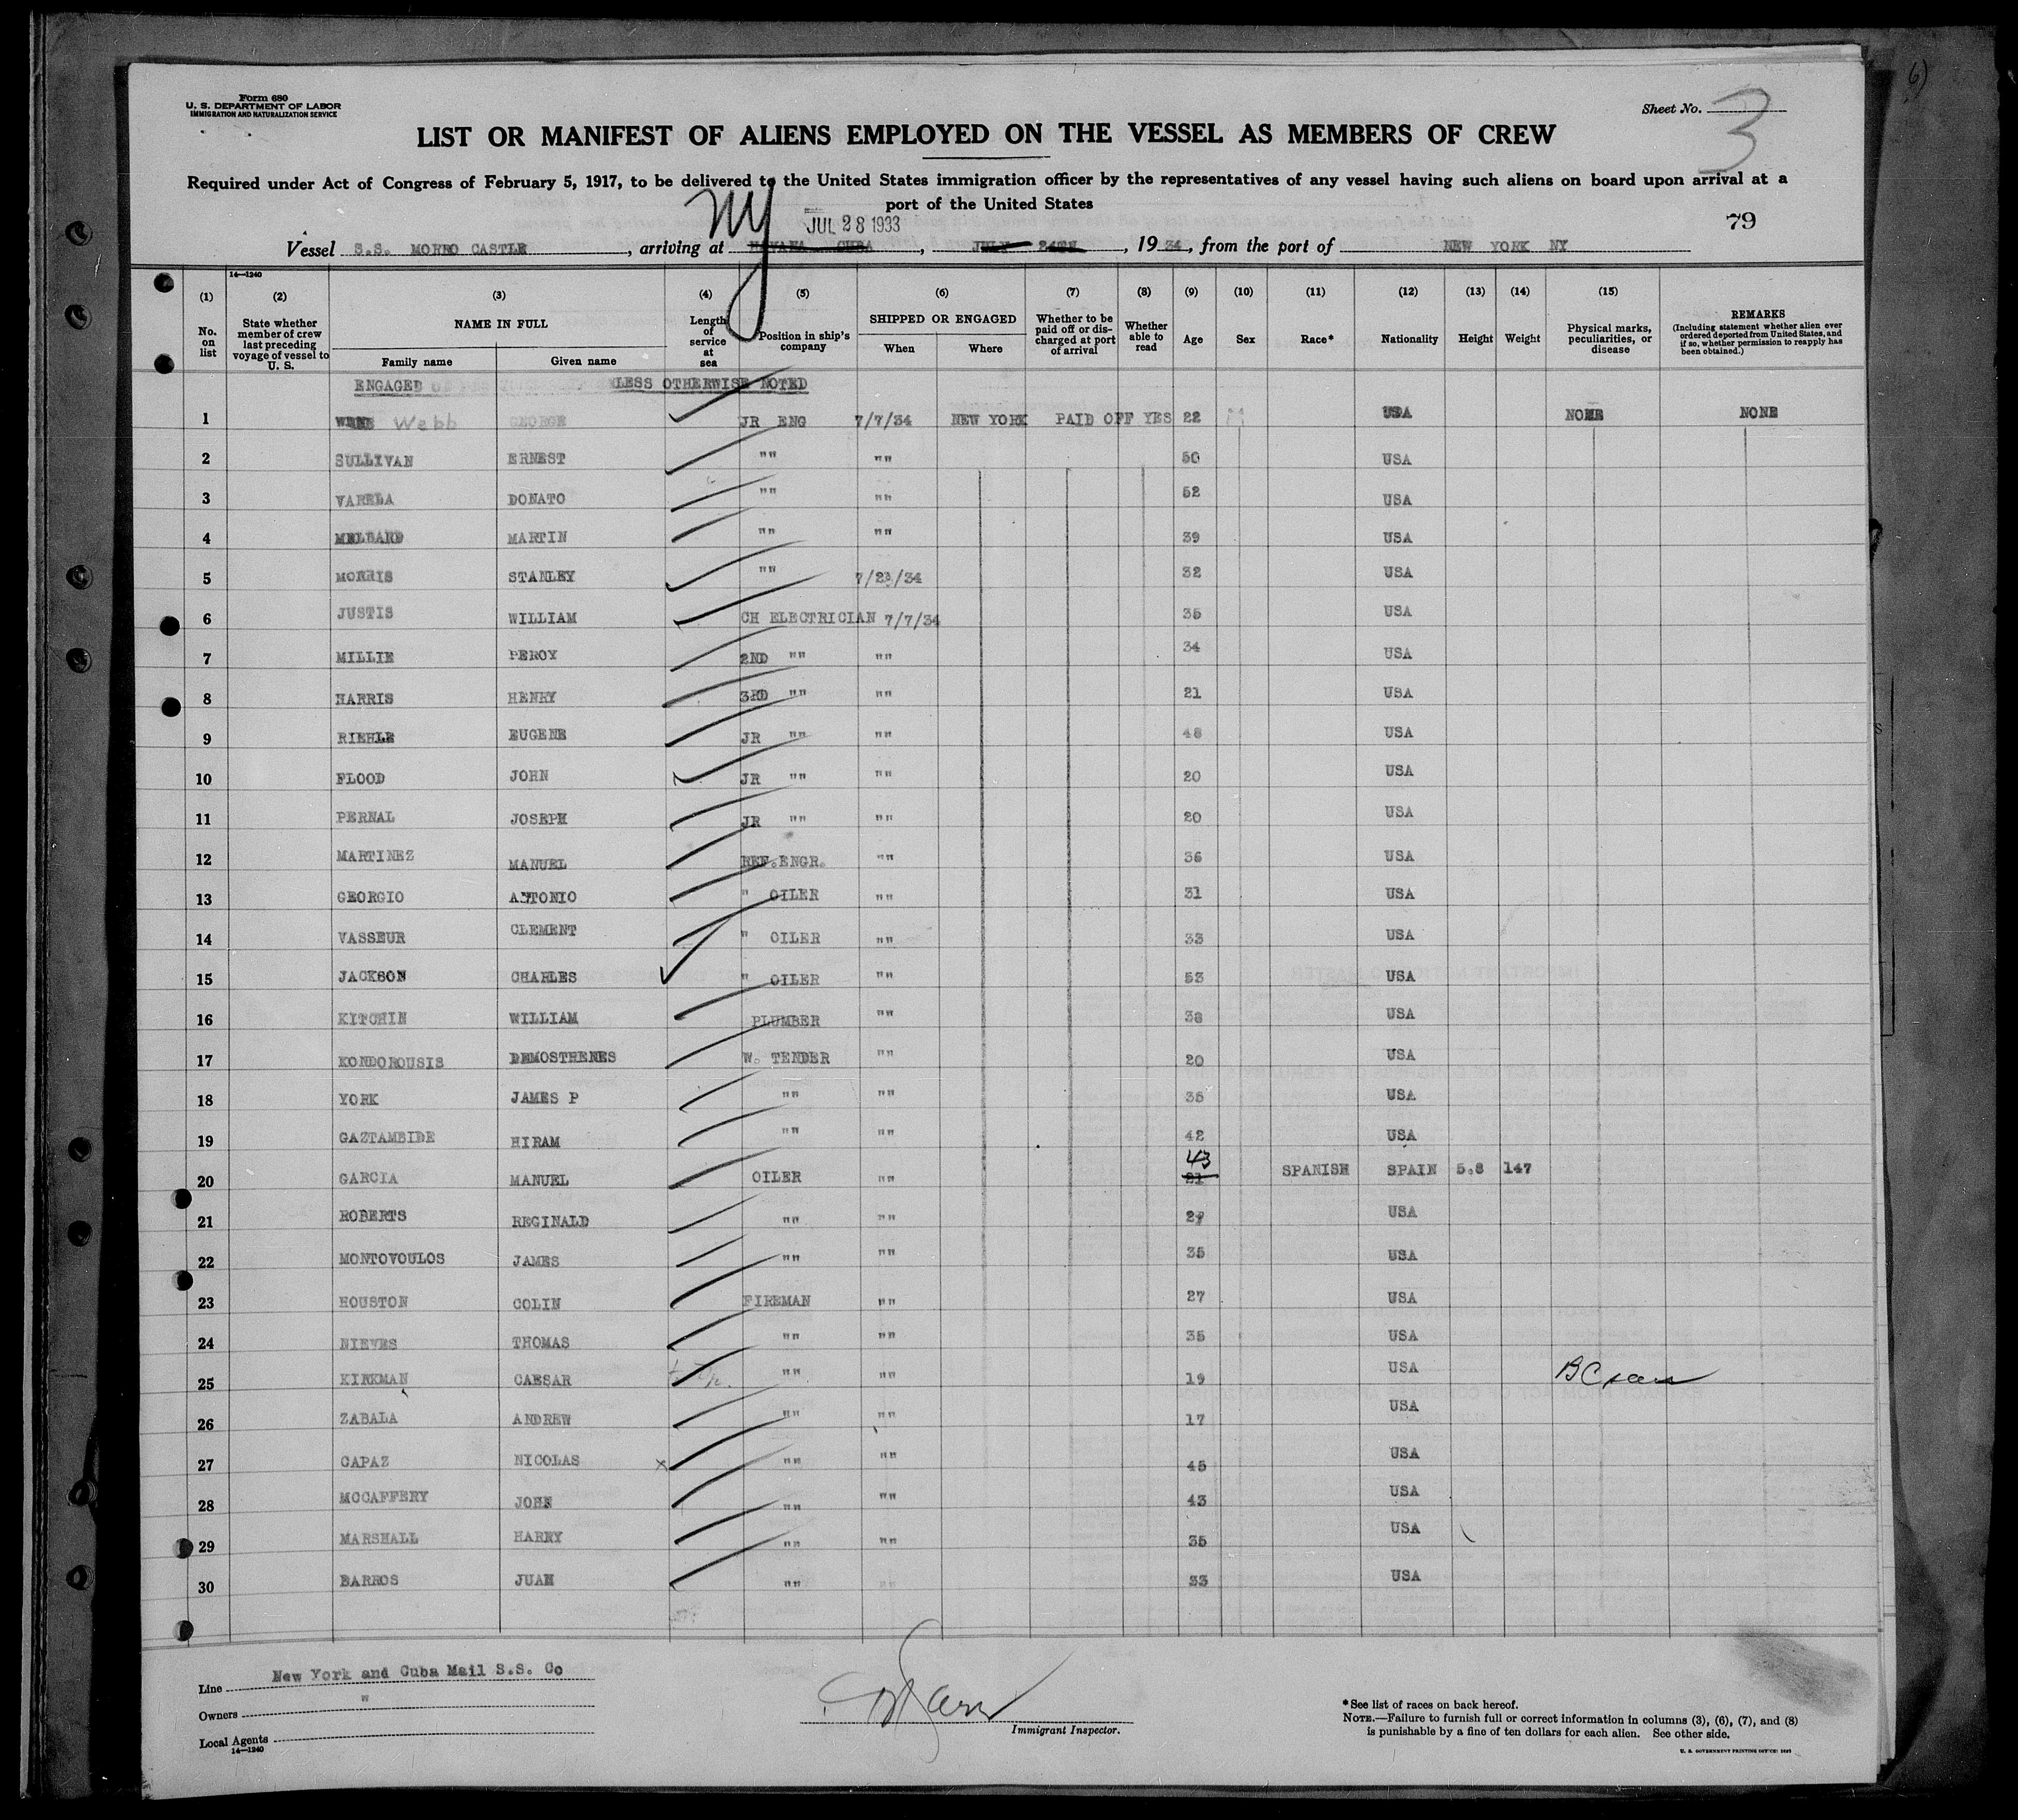 Form 680
U. S. DEPARTMENT OF LABOR
IMMIGRATION AND NATURALIZATION SERVICE
Sheet No. 3
LIST OR MANIFEST OF ALIENS EMPLOYED ON THE VESSEL AS MEMBERS OF CREW
Required under Act of Congress of February 5, 1917, to be delivered to the United States immigration officer by the representatives of any vessel having such aliens on board upon arrival at a
port of the United States
79
NY JUL 28 1933
Vessel S.S. MORRO CASTLE, arriving at HAVANA CUBA, JULY 24TH, 1934, from the port of NEW YORK NY
14—1240
(1) (2) (3) (4) (5) (6) (7) (8) (9) (10) (11) (12) (13) (14) (15)
No. on list
State whether member of crew last preceding voyage of vessel to U. S.
NAME IN FULL
Family name
Given name
Length of service at sea
Position in ship's company
SHIPPED OR ENGAGED
When
Where
Whether to be paid off or discharged at port of arrival
Whether able to read
Age
Sex
Race*
Nationality
Height
Weight
Physical marks, peculiarities, or disease
REMARKS
(Including statement whether alien ever ordered deported from United States, and if so, whether permission to reapply has been obtained.)
ENGAGED LESS OTHERWISE NOTED
1 Webb GEORGE JR ENG 7/7/34 NEW YORK PAID OFF YES 22 M USA NONE NONE
2 SULLIVAN ERNEST "" "" 50 USA
3 VARELA DONATO "" "" 52 USA
4 MELBARD MARTIN "" "" 39 USA
5 MORRIS STANLEY "" 32 USA
6 JUSTIS WILLIAM CH ELECTRICIAN 7/7/34 35 USA
7 MILLIE PERCY 2ND "" "" 34 USA
8 HARRIS HENRY 3RD "" "" 21 USA
9 RIEHLE EUGENE JR "" "" 48 USA
10 FLOOD JOHN JR "" "" 20 USA
11 PERNAL JOSEPH JR "" "" 20 USA
12 MARTINEZ MANUEL REF.ENGR. "" 36 USA
13 GEORGIO ANTONIO " OILER "" 31 USA
14 VASSEUR CLEMENT " OILER "" 33 USA
15 JACKSON CHARLES " OILER "" 53 USA
16 KITCHIN WILLIAM PLUMBER "" 38 USA
17 KONDOROUSIS DEMOSTHENES W. TENDER "" 20 USA
18 YORK JAMES P "" "" 35 USA
19 GAZTAMBIDE HIRAM "" "" 42 USA
20 GARCIA MANUEL OILER "" 43 21 SPANISH SPAIN 5.8 147
21 ROBERTS REGINALD "" "" USA
22 MONTOVOULOS JAMES "" "" 35 USA
23 HOUSTON COLIN FIREMAN "" 27 USA
24 NIEVES THOMAS "" "" 35 USA
25 KIRKMAN CAESAR "" "" 19 USA
26 ZABALA ANDREW "" "" 17 USA
27 CAPAZ NICOLAS x "" "" 45 USA
28 MCCAFFERY JOHN "" "" 43 USA
29 MARSHALL HARRY "" "" 35 USA
30 BARROS JUAN "" "" 33 USA
Line New York and Cuba Mail S.S. Co
Owners "
Local Agents
14—1240
Immigrant Inspector.
*See list of races on back hereof.
NOTE.—Failure to furnish full or correct information in columns (3), (6), (7), and (8)
is punishable by a fine of ten dollars for each alien. See other side.
U. S. GOVERNMENT PRINTING OFFICE: